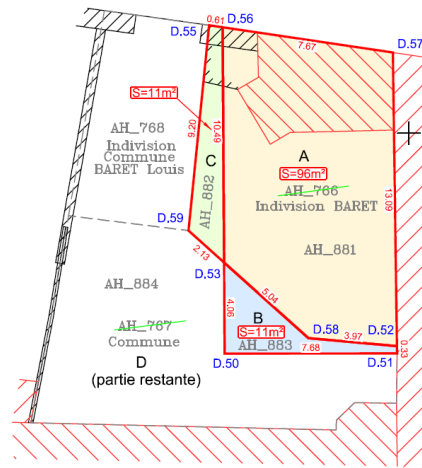 0.61
D.56
D.55
7.67
D.57
S=11m²
9.20
10.49
AH_768
Indivision
Commune
BARET Louis
C
AH_882
A
S=96m²
AH_766
Indivision BARET
13.09
AH_881
D.59
2.13
D.53
AH_884
5.04
4.06
AH_767
Commune
B
D.58
D.52
3.97
S=11m²
AH_883
7.68
0.33
D
(partie restante)
D.50
D.51